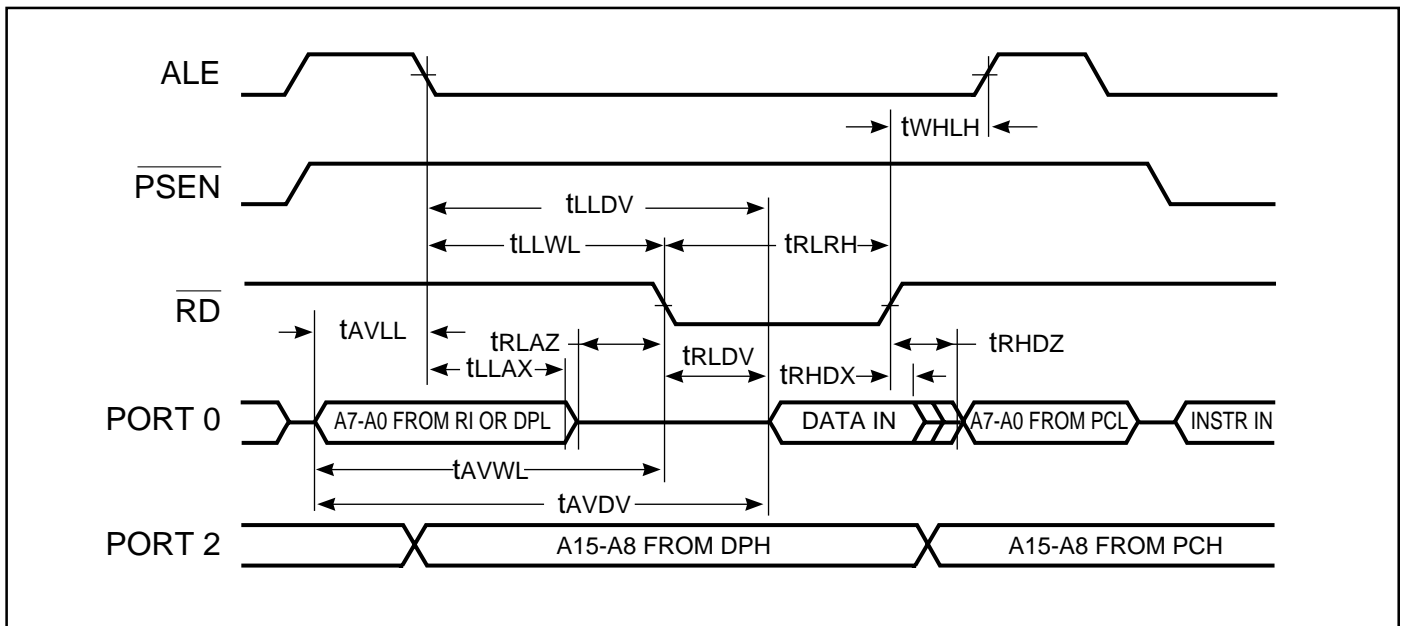 ALE
tWHLH
PSEN
tLLDV
tLLWL
tRLRH
RD
tAVLL
tRLAZ
tRLDV
tRHDZ
tLLAX
tRHDX
PORT 0
A7-A0 FROM RI OR DPL
DATA IN
A7-A0 FROM PCL
INSTR IN
tAVWL
tAVDV
PORT 2
A15-A8 FROM DPH
A15-A8 FROM PCH